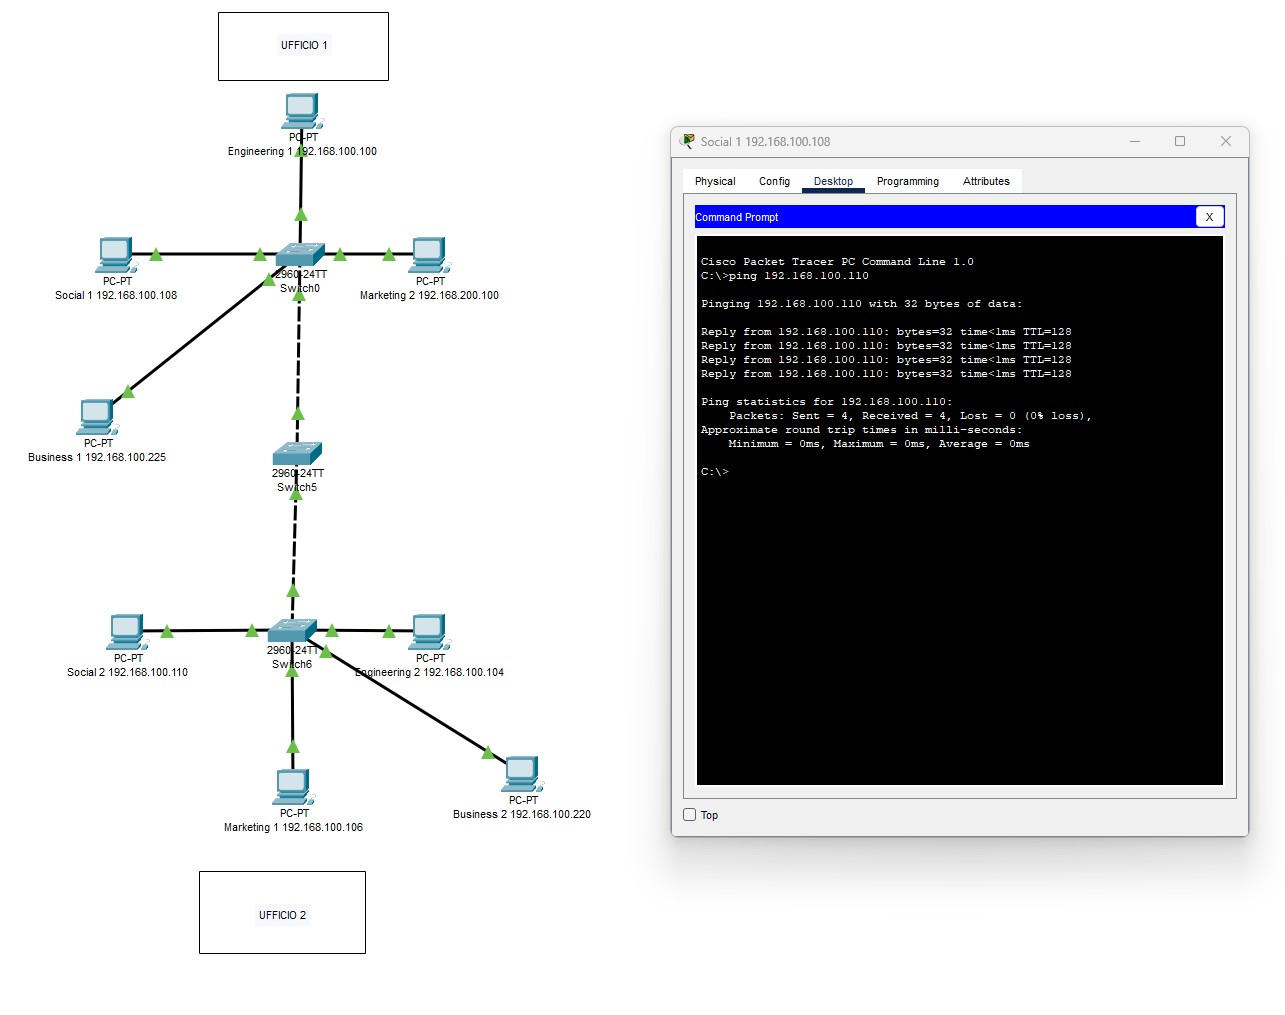 UFFICIO 1
PC-PT
Engineering 1 192.168.100.100
PC-PT
Social 1 192.168.100.108
2960-24TT
Switch0
PC-PT
Marketing 2 192.168.200.100
PC-PT
Business 1 192.168.100.225
2960-24TT
Switch5
PC-PT
Social 2 192.168.100.110
2960-24TT
Switch6
PC-PT
Engineering 2 192.168.100.104
PC-PT
Marketing 1 192.168.100.106
PC-PT
Business 2 192.168.100.220
UFFICIO 2
Social 1 192.168.100.108
Physical Config Desktop Programming Attributes
Command Prompt X
Cisco Packet Tracer PC Command Line 1.0
C:\>ping 192.168.100.110
Pinging 192.168.100.110 with 32 bytes of data:
Reply from 192.168.100.110: bytes=32 time<1ms TTL=128
Reply from 192.168.100.110: bytes=32 time<1ms TTL=128
Reply from 192.168.100.110: bytes=32 time<1ms TTL=128
Reply from 192.168.100.110: bytes=32 time<1ms TTL=128
Ping statistics for 192.168.100.110:
Packets: Sent = 4, Received = 4, Lost = 0 (0% loss),
Approximate round trip times in milli-seconds:
Minimum = 0ms, Maximum = 0ms, Average = 0ms
C:\>
Top